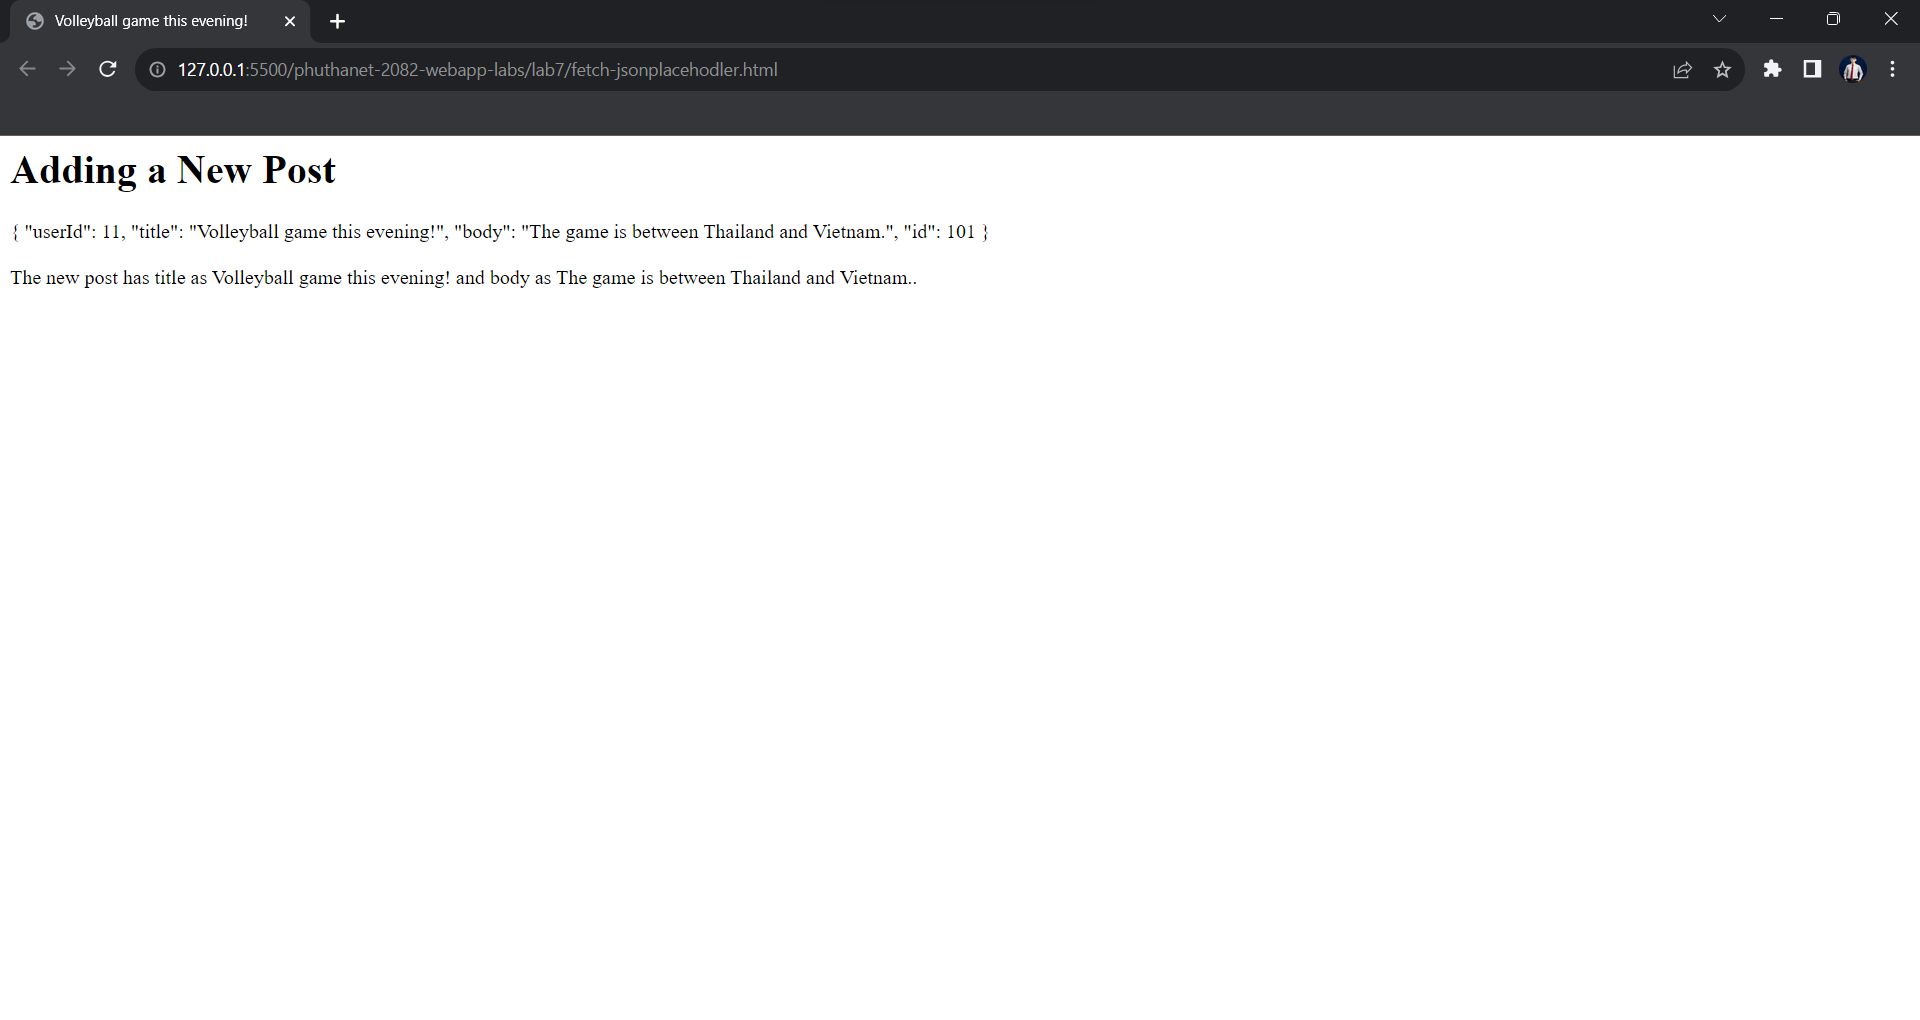 Volleyball game this evening!
127.0.0.1:5500/phuthanet-2082-webapp-labs/lab7/fetch-jsonplacehodler.html
Adding a New Post
{ "userId": 11, "title": "Volleyball game this evening!", "body": "The game is between Thailand and Vietnam.", "id": 101 }
The new post has title as Volleyball game this evening! and body as The game is between Thailand and Vietnam..